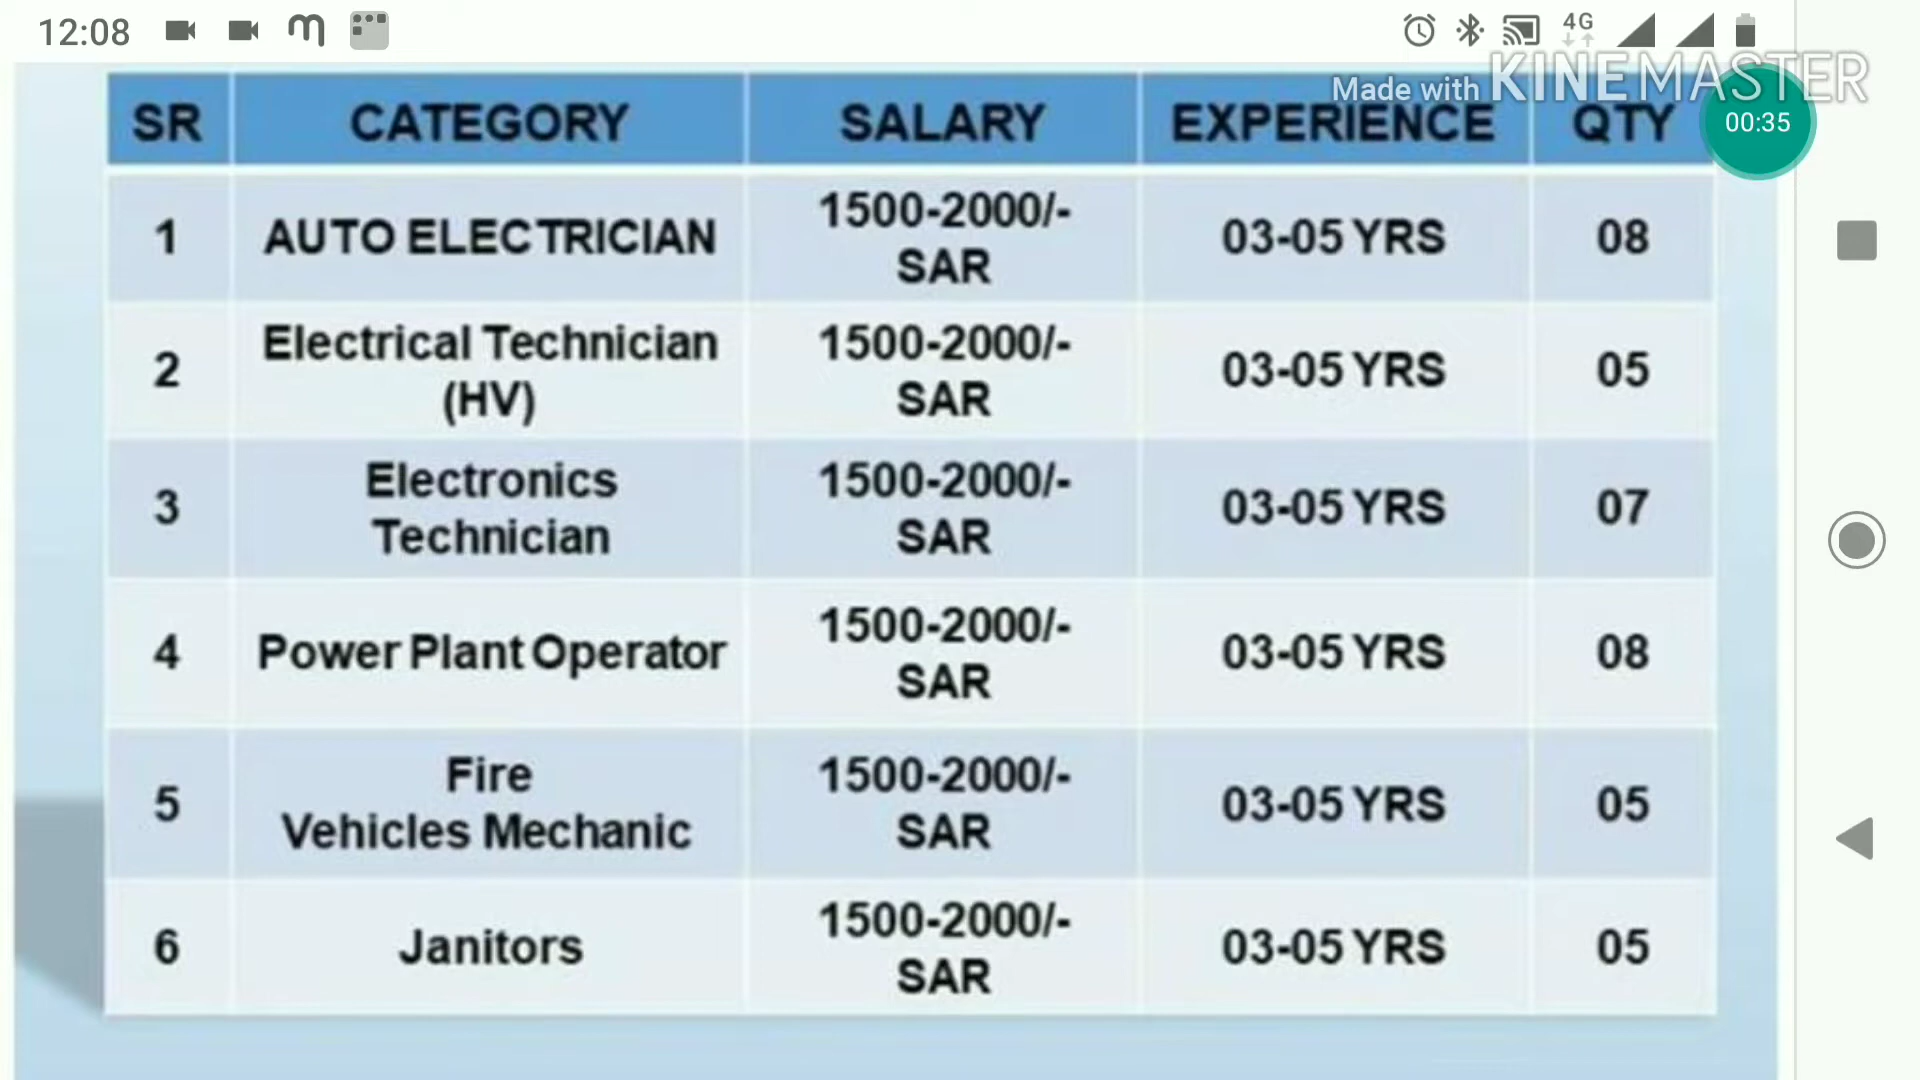 12:08
4G
Made with KINEMASTER
00:35
SR CATEGORY SALARY EXPERIENCE QTY
1 AUTO ELECTRICIAN 1500-2000/- SAR 03-05 YRS 08
2 Electrical Technician (HV) 1500-2000/- SAR 03-05 YRS 05
3 Electronics Technician 1500-2000/- SAR 03-05 YRS 07
4 Power Plant Operator 1500-2000/- SAR 03-05 YRS 08
5 Fire Vehicles Mechanic 1500-2000/- SAR 03-05 YRS 05
6 Janitors 1500-2000/- SAR 03-05 YRS 05